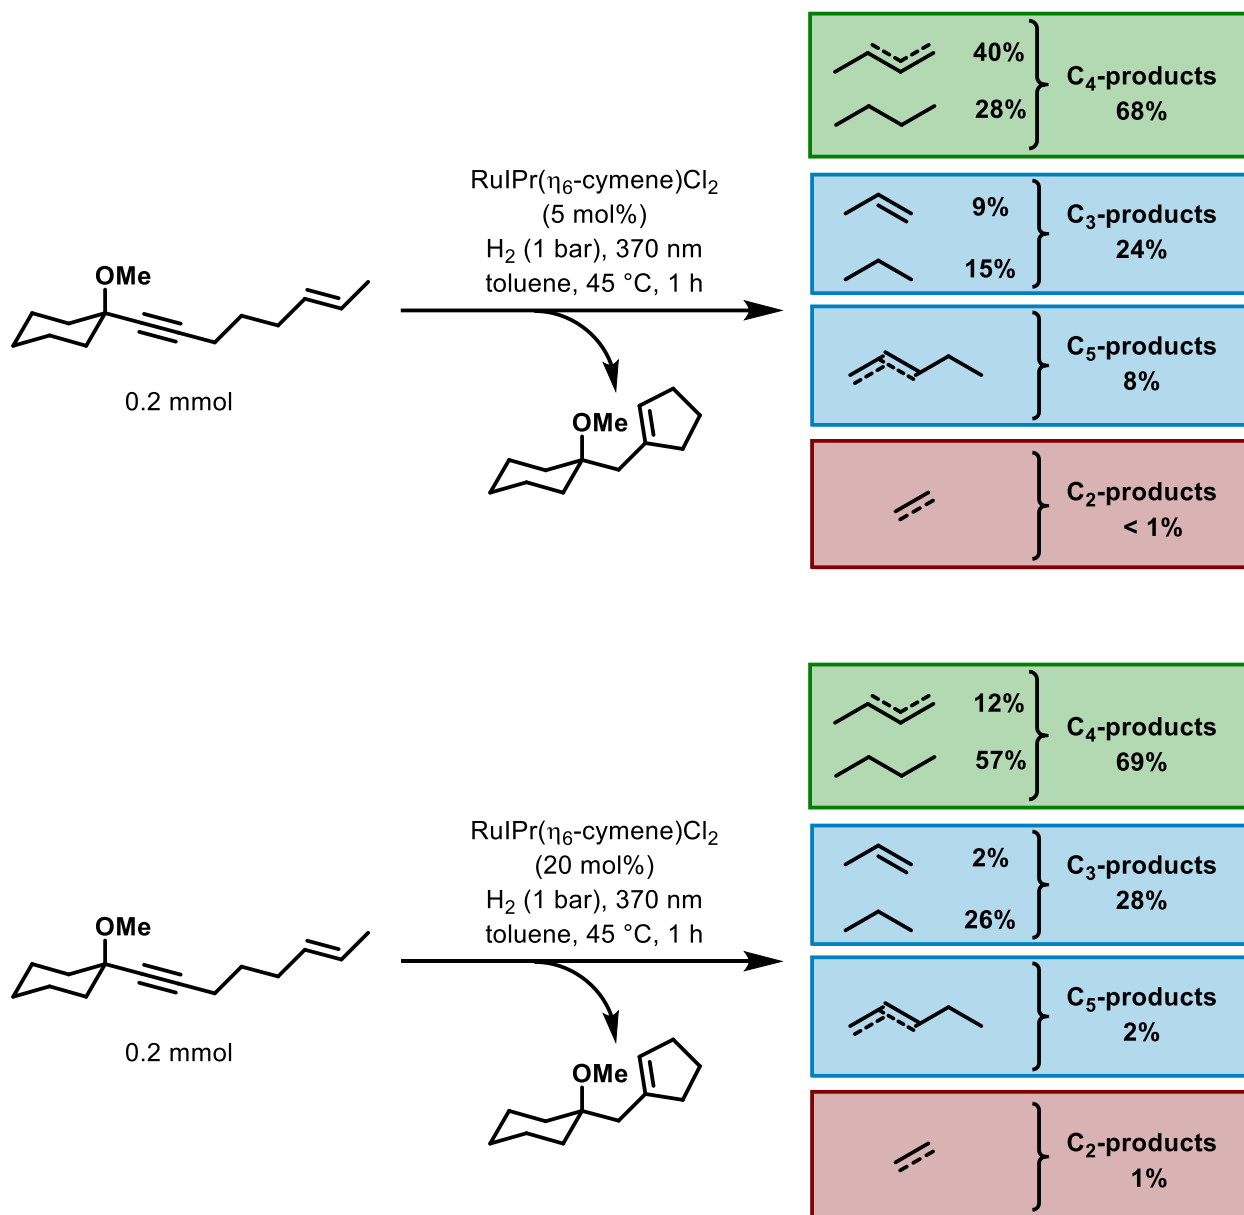 40%
28%
C₄-products
68%
RuIPr(η₆-cymene)Cl₂
(5 mol%)
H₂ (1 bar), 370 nm
toluene, 45 °C, 1 h
9%
15%
C₃-products
24%
OMe
0.2 mmol
C₅-products
8%
OMe
C₂-products
< 1%
12%
57%
C₄-products
69%
RuIPr(η₆-cymene)Cl₂
(20 mol%)
H₂ (1 bar), 370 nm
toluene, 45 °C, 1 h
2%
26%
C₃-products
28%
OMe
0.2 mmol
C₅-products
2%
OMe
C₂-products
1%